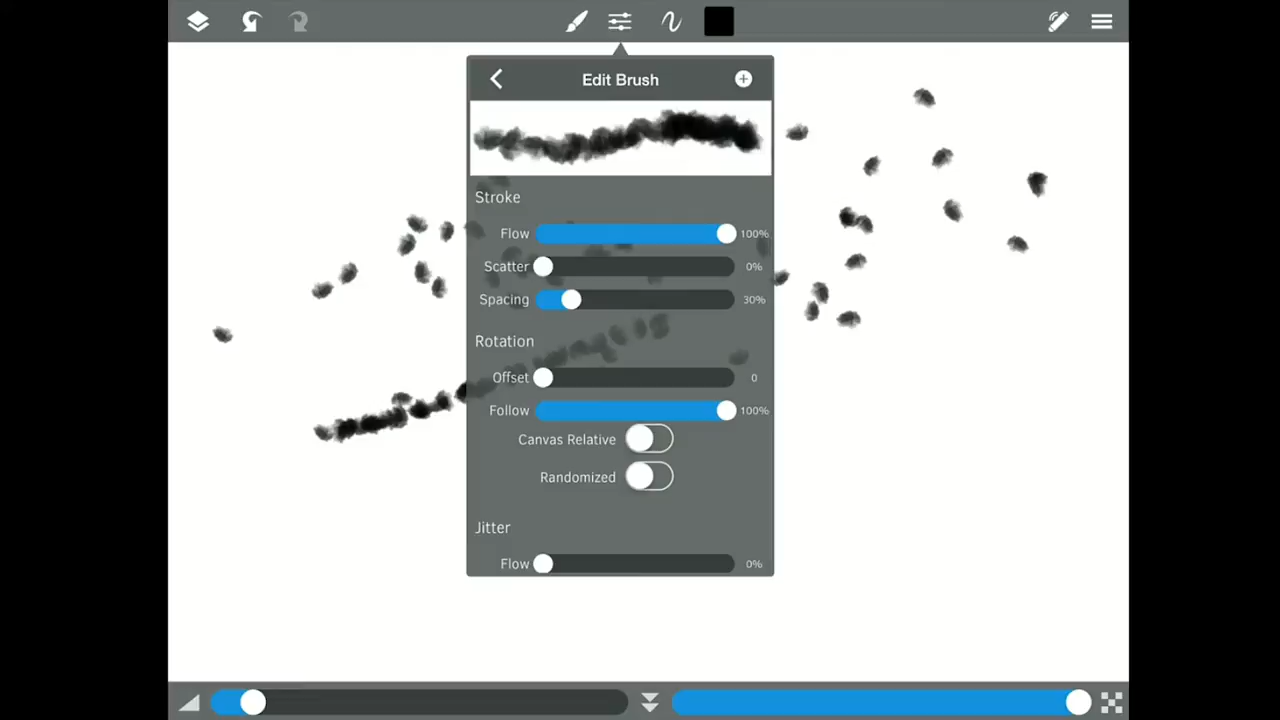 Edit Brush
Stroke
Flow 100%
Scatter 0%
Spacing 30%
Rotation
Offset 0
Follow 100%
Canvas Relative
Randomized
Jitter
Flow 0%